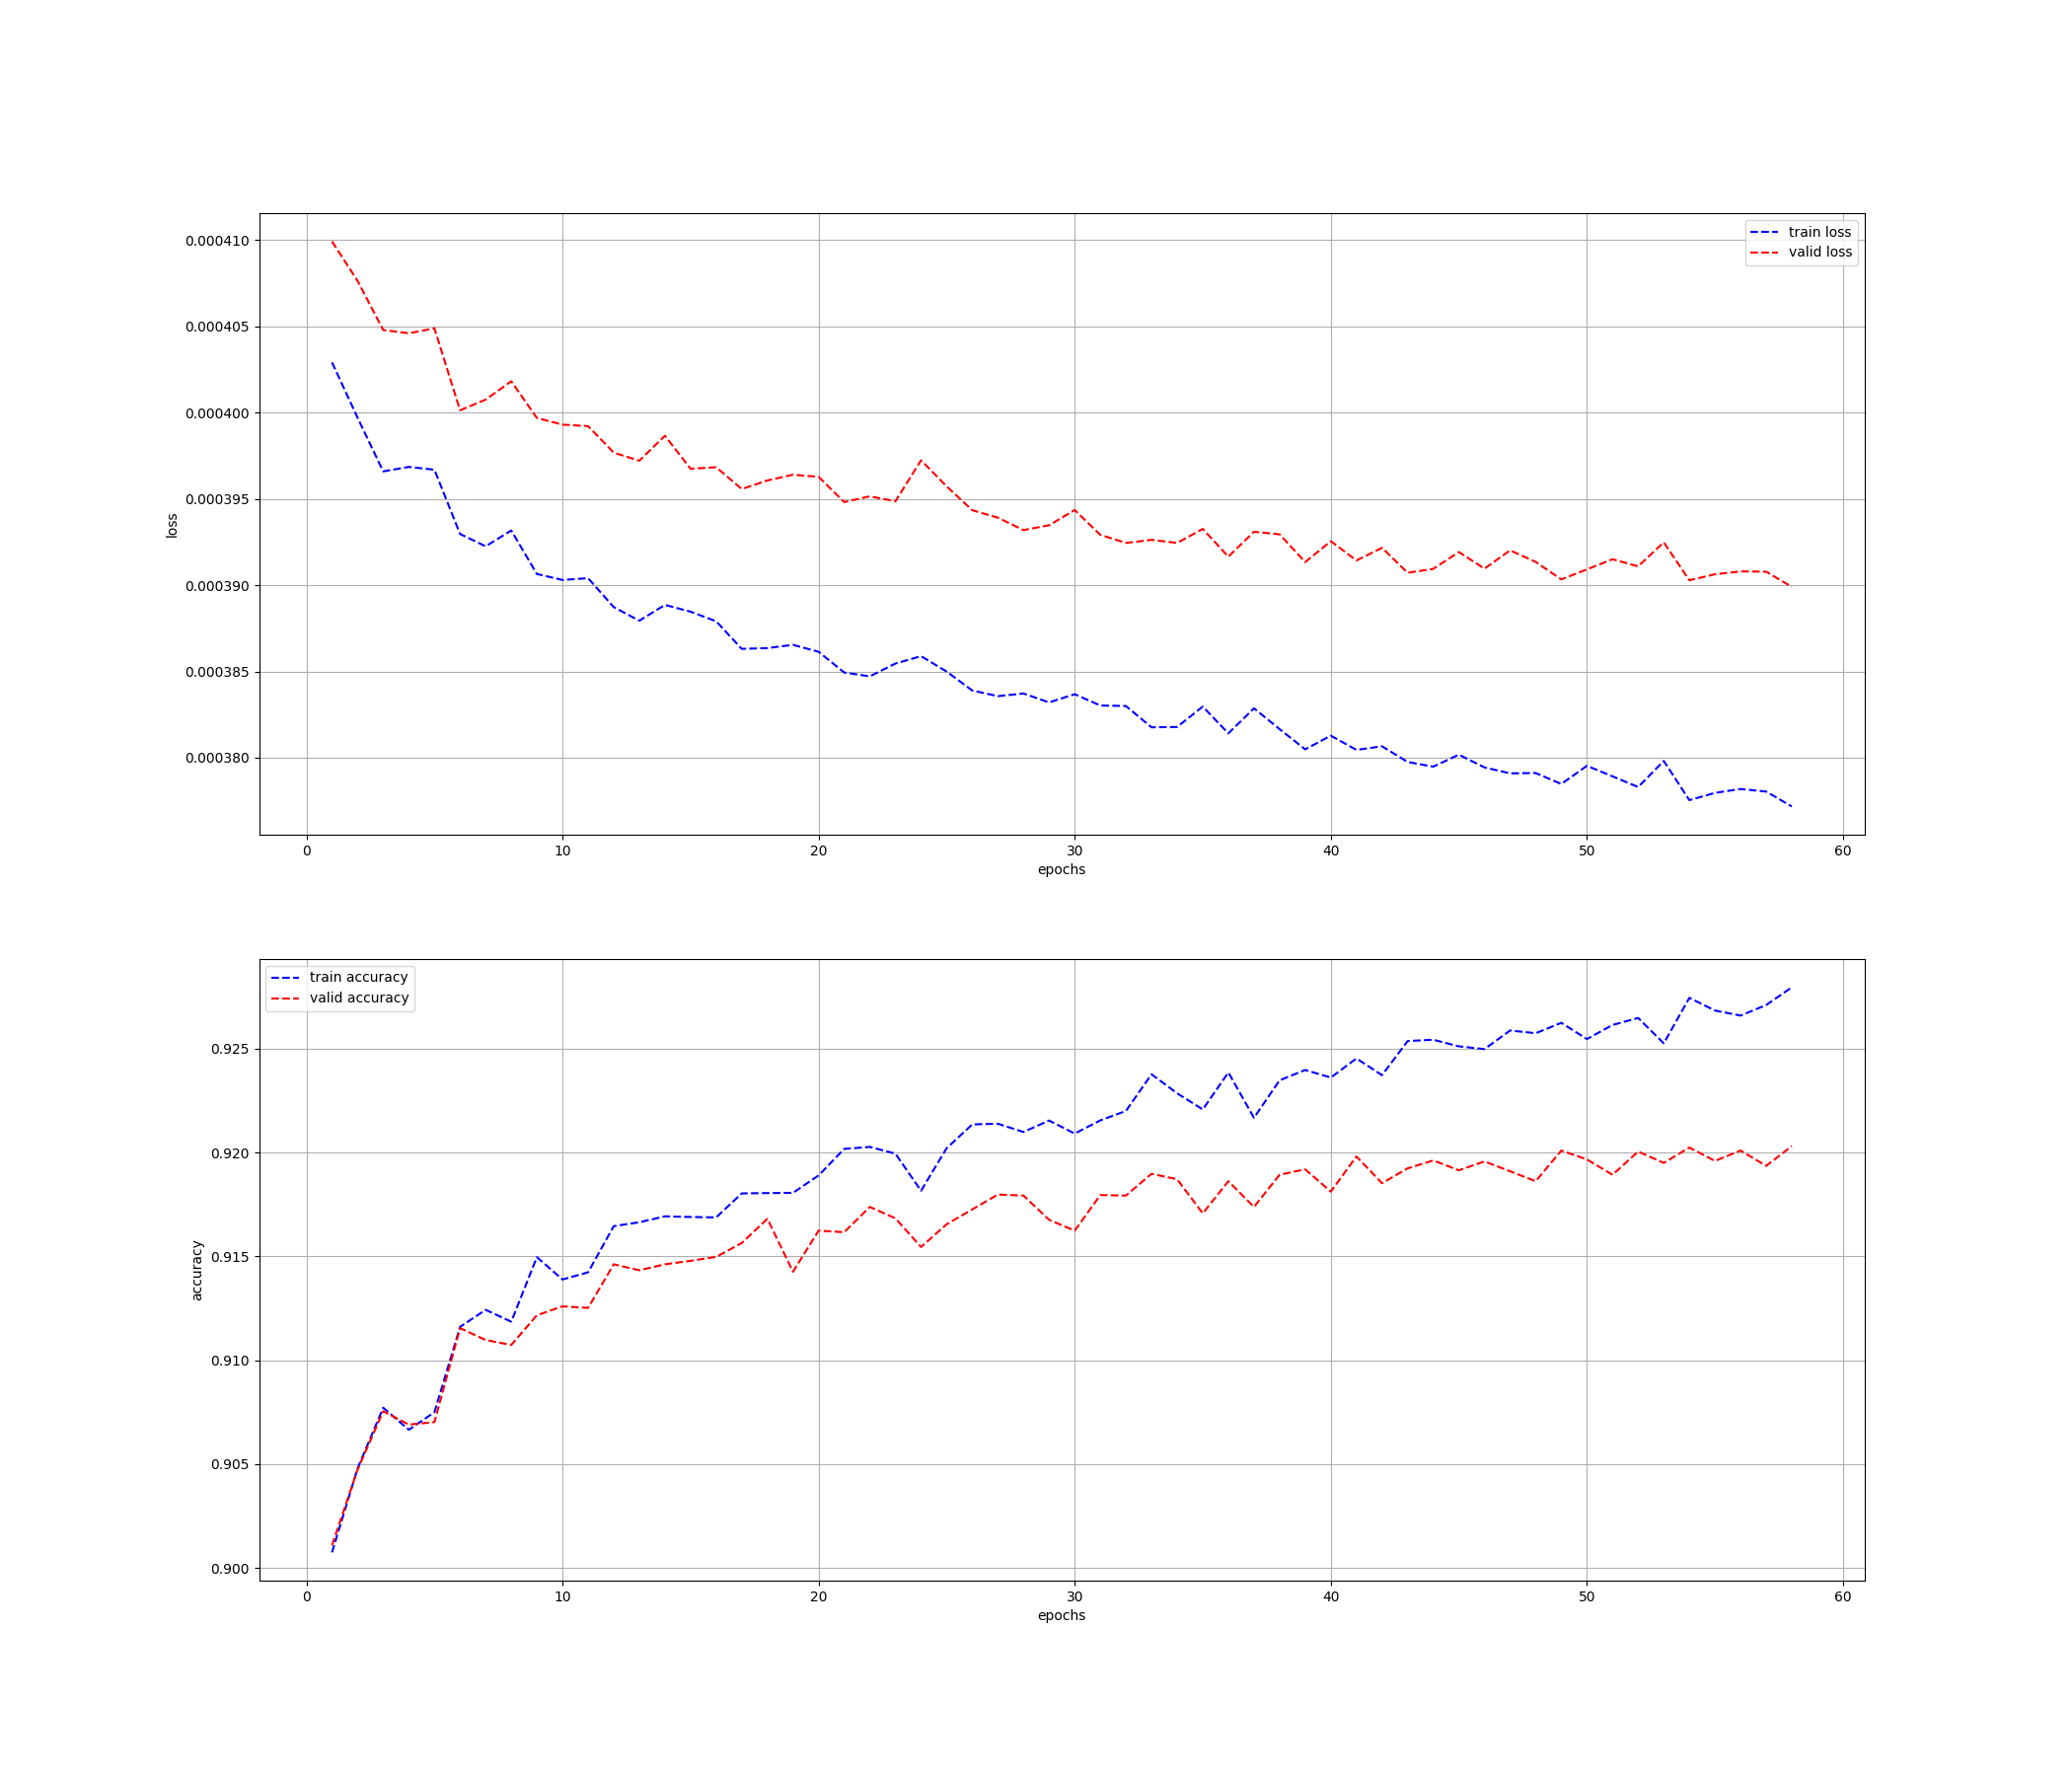 train loss
valid loss
0.000410
0.000405
0.000400
0.000395
0.000390
0.000385
0.000380
loss
0 10 20 30 40 50 60
epochs
train accuracy
valid accuracy
0.925
0.920
0.915
0.910
0.905
0.900
accuracy
0 10 20 30 40 50 60
epochs